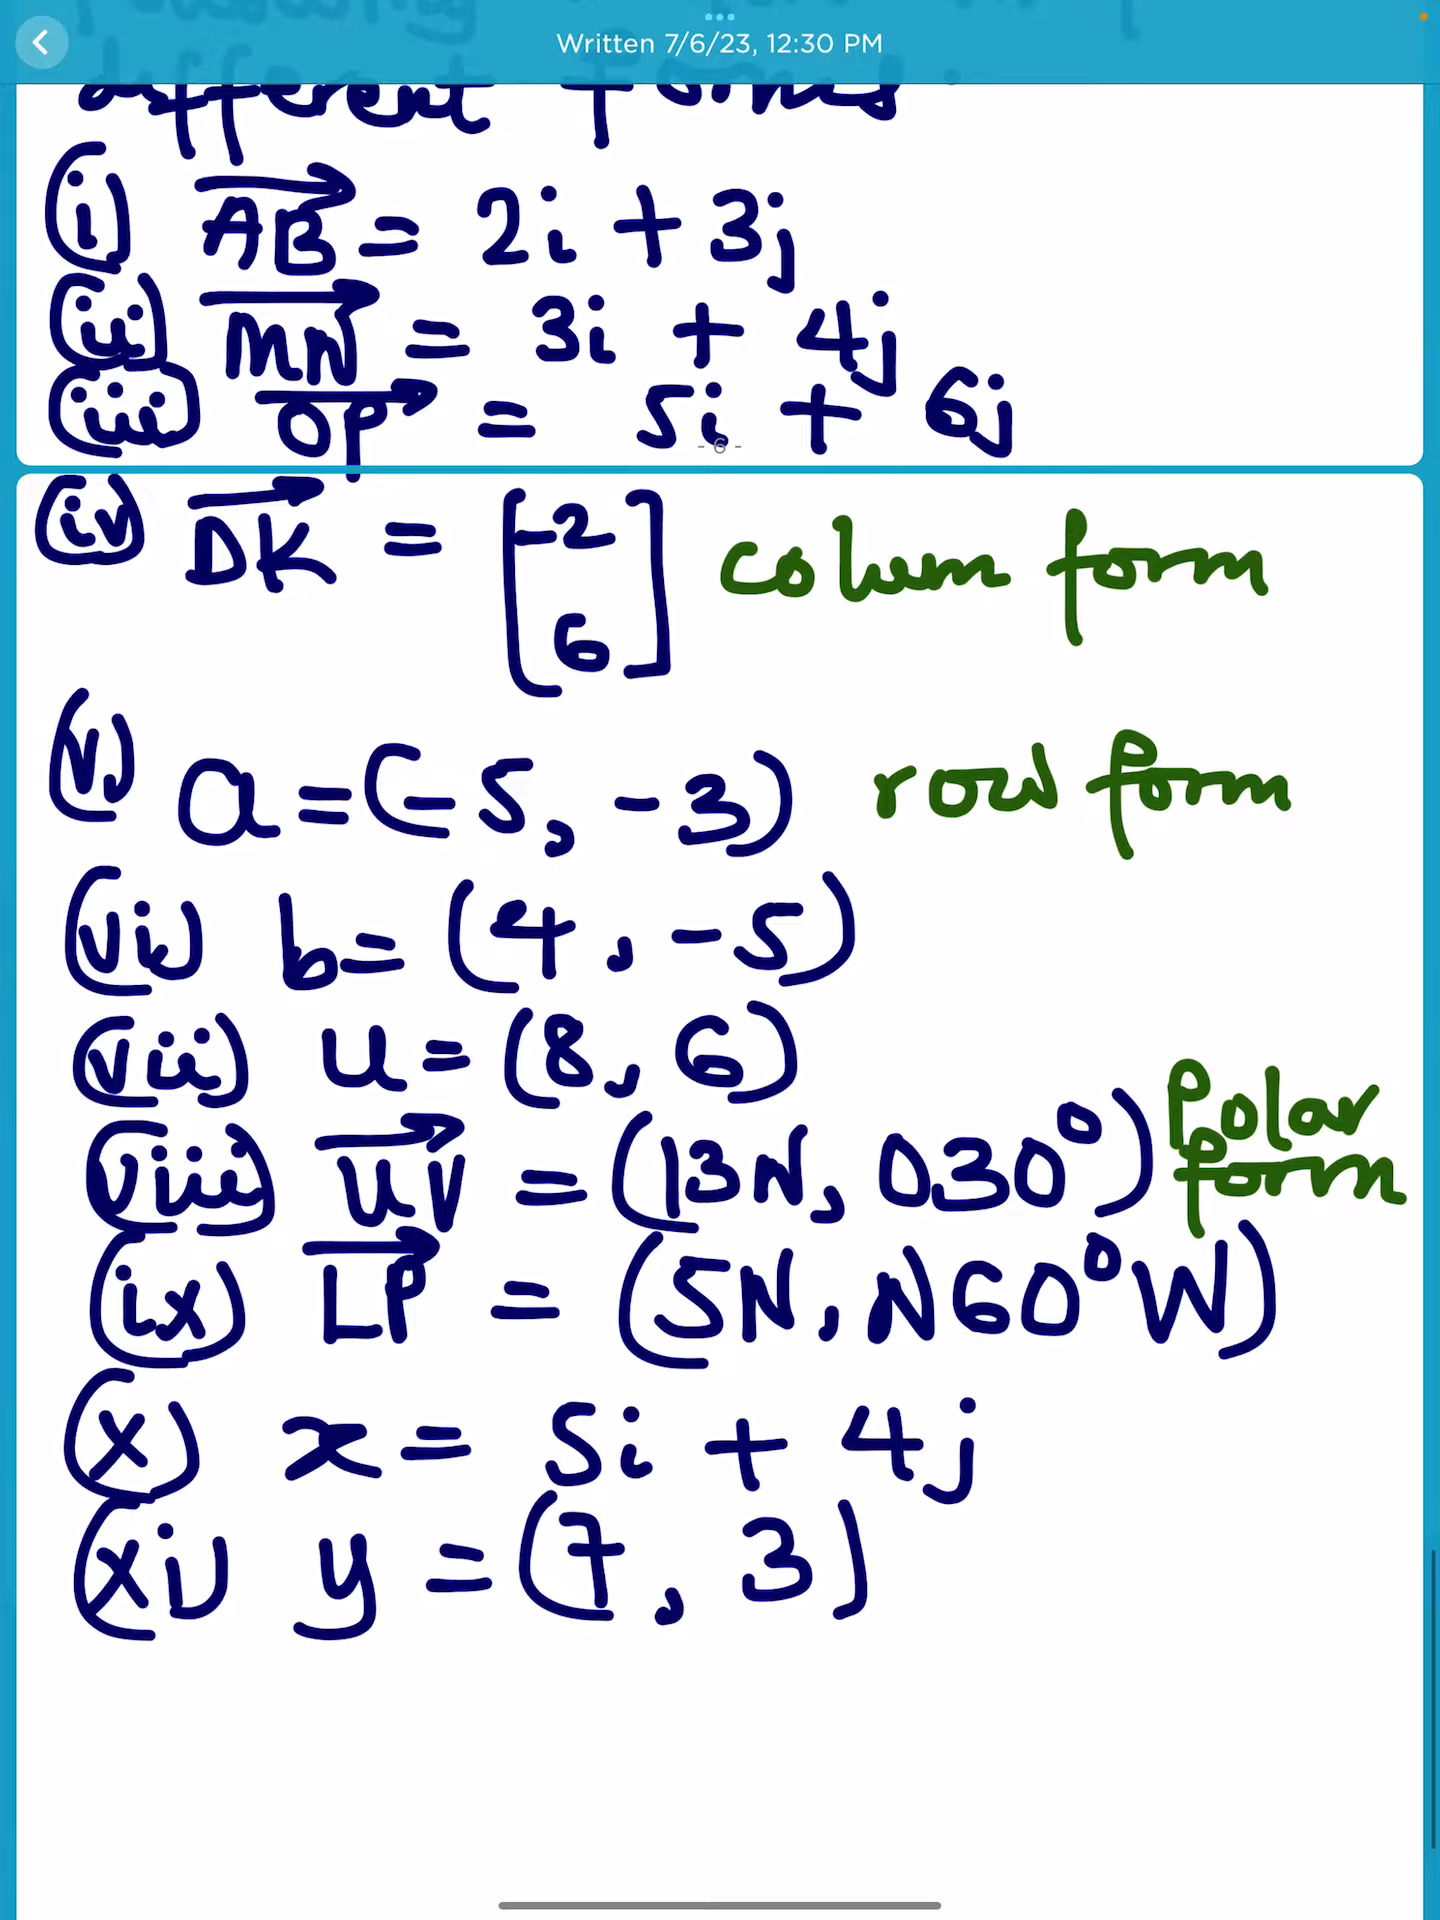 Written 7/6/23, 12:30 PM
different forms
(i) AB = 2i + 3j
(ii) MN = 3i + 4j
(iii) OP = 5i + 6j
- 6 -
(iv) DK = [-2 colum form
6]
(v) a = (-5, -3) row form
(vi) b = (4, -5)
(vii) u = (8, 6)
(viii) UV = (13N, 030°) Polar form
(ix) LP = (5N, N60°W)
(x) x = 5i + 4j
(xi) y = (7, 3)